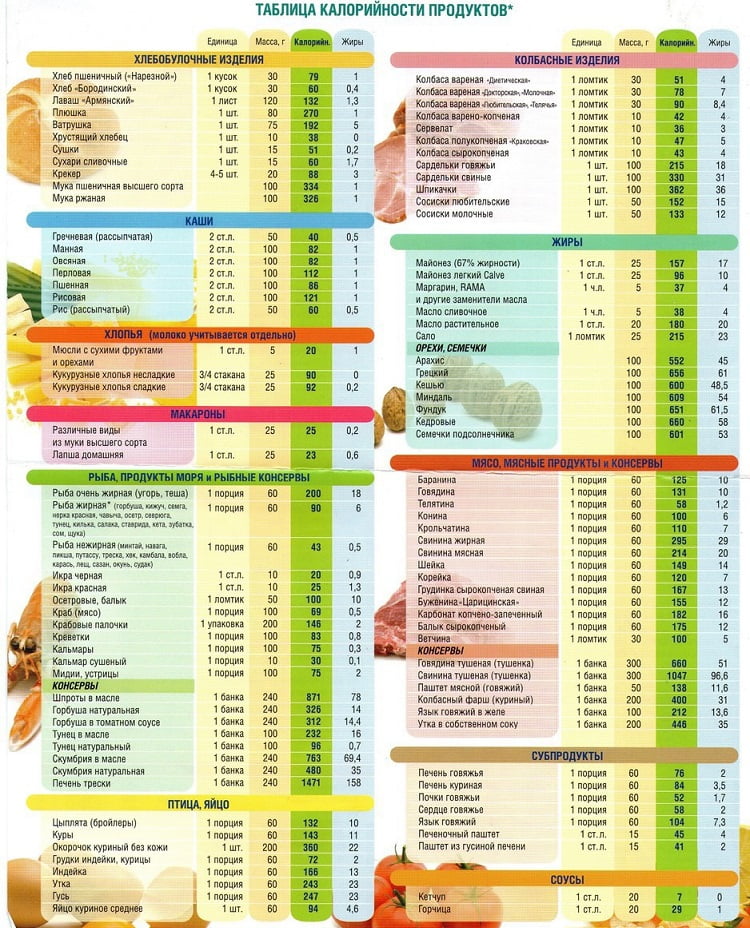 ТАБЛИЦА КАЛОРИЙНОСТИ ПРОДУКТОВ*
Единица Масса, г Калорийн. Жиры
ХЛЕБОБУЛОЧНЫЕ ИЗДЕЛИЯ
Хлеб пшеничный («Нарезной») 1 кусок 30 79 1
Хлеб «Бородинский» 1 кусок 30 60 0,4
Лаваш «Армянский» 1 лист 120 132 1,3
Плюшка 1 шт. 80 270 1
Ватрушка 1 шт. 75 192 5
Хрустящий хлебец 1 шт. 10 38 0
Сушки 1 шт. 15 51 0,2
Сухари сливочные 1 шт. 15 60 1,7
Крекер 4-5 шт. 20 88 3
Мука пшеничная высшего сорта 100 334 1
Мука ржаная 100 326 1
КАШИ
Гречневая (рассыпчатая) 2 ст.л. 50 40 0,5
Манная 2 ст.л. 100 82 1
Овсяная 2 ст.л. 100 82 1
Перловая 2 ст.л. 100 112 1
Пшенная 2 ст.л. 100 86 1
Рисовая 2 ст.л. 100 121 1
Рис (рассыпчатый) 2 ст.л. 50 60 0,5
ХЛОПЬЯ (молоко учитывается отдельно)
Мюсли с сухими фруктами 1 ст.л. 5 20 1
и орехами
Кукурузные хлопья несладкие 3/4 стакана 25 90 0
Кукурузные хлопья сладкие 3/4 стакана 25 92 0,2
МАКАРОНЫ
Различные виды 1 ст.л. 25 25 0,2
из муки высшего сорта
Лапша домашняя 1 ст.л. 25 23 0,6
РЫБА, ПРОДУКТЫ МОРЯ и РЫБНЫЕ КОНСЕРВЫ
Рыба очень жирная (угорь, теша) 1 порция 60 200 18
Рыба жирная* (горбуша, кижуч, семга, 1 порция 60 90 6
нерка красная, чавыча, осетр, севрюга,
тунец, килька, салака, ставрида, кета, зубатка,
сом, щука)
Рыба нежирная (минтай, навага, 1 порция 60 43 0,5
пикша, путассу, треска, хек, камбала, вобла,
карась, лещ, сазан, окунь, судак)
Икра черная 1 ст.л. 10 20 0,9
Икра красная 1 ст.л. 10 25 1,3
Осетровые, балык 1 ломтик 50 100 10
Краб (мясо) 1 порция 100 69 0,5
Крабовые палочки 1 упаковка 200 146 2
Креветки 1 порция 100 83 0,8
Кальмары 1 порция 100 75 0,3
Кальмар сушеный 1 порция 10 30 0,1
Мидии, устрицы 1 порция 100 75 2
КОНСЕРВЫ
Шпроты в масле 1 банка 240 871 78
Горбуша натуральная 1 банка 240 326 14
Горбуша в томатном соусе 1 банка 240 312 14,4
Тунец в масле 1 банка 100 232 16
Тунец натуральный 1 банка 100 96 0,7
Скумбрия в масле 1 банка 240 763 69,4
Скумбрия натуральная 1 банка 240 480 35
Печень трески 1 банка 240 1471 158
ПТИЦА, ЯЙЦО
Цыплята (бройлеры) 1 порция 60 132 10
Куры 1 порция 60 143 11
Окорочок куриный без кожи 1 шт. 200 360 22
Грудки индейки, курицы 1 порция 60 72 2
Индейка 1 порция 60 166 13
Утка 1 порция 60 243 23
Гусь 1 порция 60 247 23
Яйцо куриное среднее 1 шт. 60 94 4,6
Единица Масса, г Калорийн. Жиры
КОЛБАСНЫЕ ИЗДЕЛИЯ
Колбаса вареная «Диетическая» 1 ломтик 30 51 4
Колбаса вареная «Докторская», «Молочная» 1 ломтик 30 78 7
Колбаса вареная «Любительская», «Телячья» 1 ломтик 30 90 8,4
Колбаса варено-копченая 1 ломтик 10 42 4
Сервелат 1 ломтик 10 36 3
Колбаса полукопченая «Краковская» 1 ломтик 10 47 5
Колбаса сырокопченая 1 ломтик 10 43 4
Сардельки говяжьи 1 шт. 100 215 18
Сардельки свиные 1 шт. 100 330 31
Шпикачки 1 шт. 100 362 36
Сосиски любительские 1 шт. 50 152 15
Сосиски молочные 1 шт. 50 133 12
ЖИРЫ
Майонез (67% жирности) 1 ст.л. 25 157 17
Майонез легкий Calve 1 ст.л. 25 96 10
Маргарин, RAMA 1 ч.л. 5 37 4
и другие заменители масла
Масло сливочное 1 ч.л. 5 38 4
Масло растительное 1 ст.л. 20 180 20
Сало 1 ломтик 25 215 23
ОРЕХИ, СЕМЕЧКИ
Арахис 100 552 45
Грецкий 100 656 61
Кешью 100 600 48,5
Миндаль 100 609 54
Фундук 100 651 61,5
Кедровые 100 660 58
Семечки подсолнечника 100 601 53
МЯСО, МЯСНЫЕ ПРОДУКТЫ и КОНСЕРВЫ
Баранина 1 порция 60 125 10
Говядина 1 порция 60 131 10
Телятина 1 порция 60 58 1,2
Конина 1 порция 60 100 6
Крольчатина 1 порция 60 110 7
Свинина жирная 1 порция 60 295 29
Свинина мясная 1 порция 60 214 20
Шейка 1 порция 60 149 14
Корейка 1 порция 60 120 7
Грудинка сырокопченая свиная 1 порция 60 167 13
Буженина «Царицинская» 1 порция 60 155 12
Карбонат копчено-запеченный 1 порция 60 182 16
Балык сырокопченый 1 порция 60 175 12
Ветчина 1 ломтик 30 100 5
КОНСЕРВЫ
Говядина тушеная (тушенка) 1 банка 300 660 51
Свинина тушеная (тушенка) 1 банка 300 1047 96,6
Паштет мясной (говяжий) 1 банка 50 138 11,6
Колбасный фарш (куриный) 1 банка 200 400 31
Язык говяжий в желе 1 банка 100 212 13,6
Утка в собственном соку 1 банка 200 446 35
СУБПРОДУКТЫ
Печень говяжья 1 порция 60 76 2
Печень куриная 1 порция 60 84 3,5
Почки говяжьи 1 порция 60 52 1,7
Сердце говяжье 1 порция 60 58 2
Язык говяжий 1 порция 60 104 7,3
Печеночный паштет 1 ст.л. 15 45 4
Паштет из гусиной печени 1 ст.л. 15 41 2
СОУСЫ
Кетчуп 1 ст.л. 20 7 0
Горчица 1 ст.л. 20 29 1